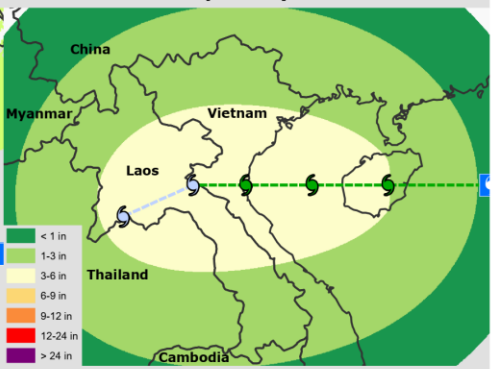 China
Myanmar
Vietnam
Laos
Thailand
Cambodia
< 1 in
1-3 in
3-6 in
6-9 in
9-12 in
12-24 in
> 24 in